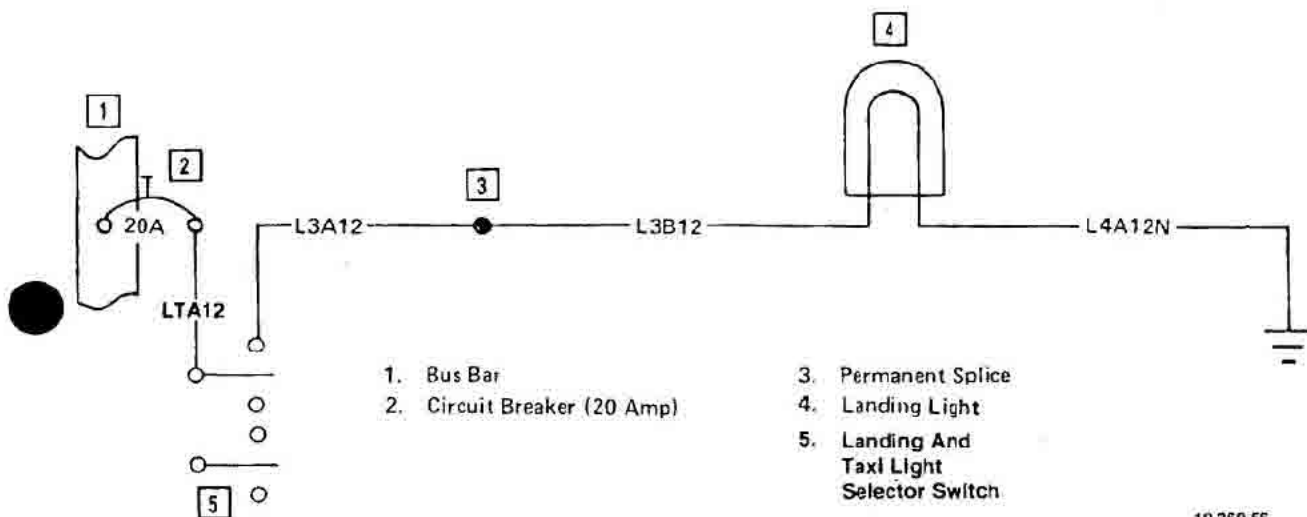 4
1
2
3
20A
L3A12
L3B12
L4A12N
LTA12
1. Bus Bar
2. Circuit Breaker (20 Amp)
3. Permanent Splice
4. Landing Light
5. Landing And
Taxi Light
Selector Switch
5